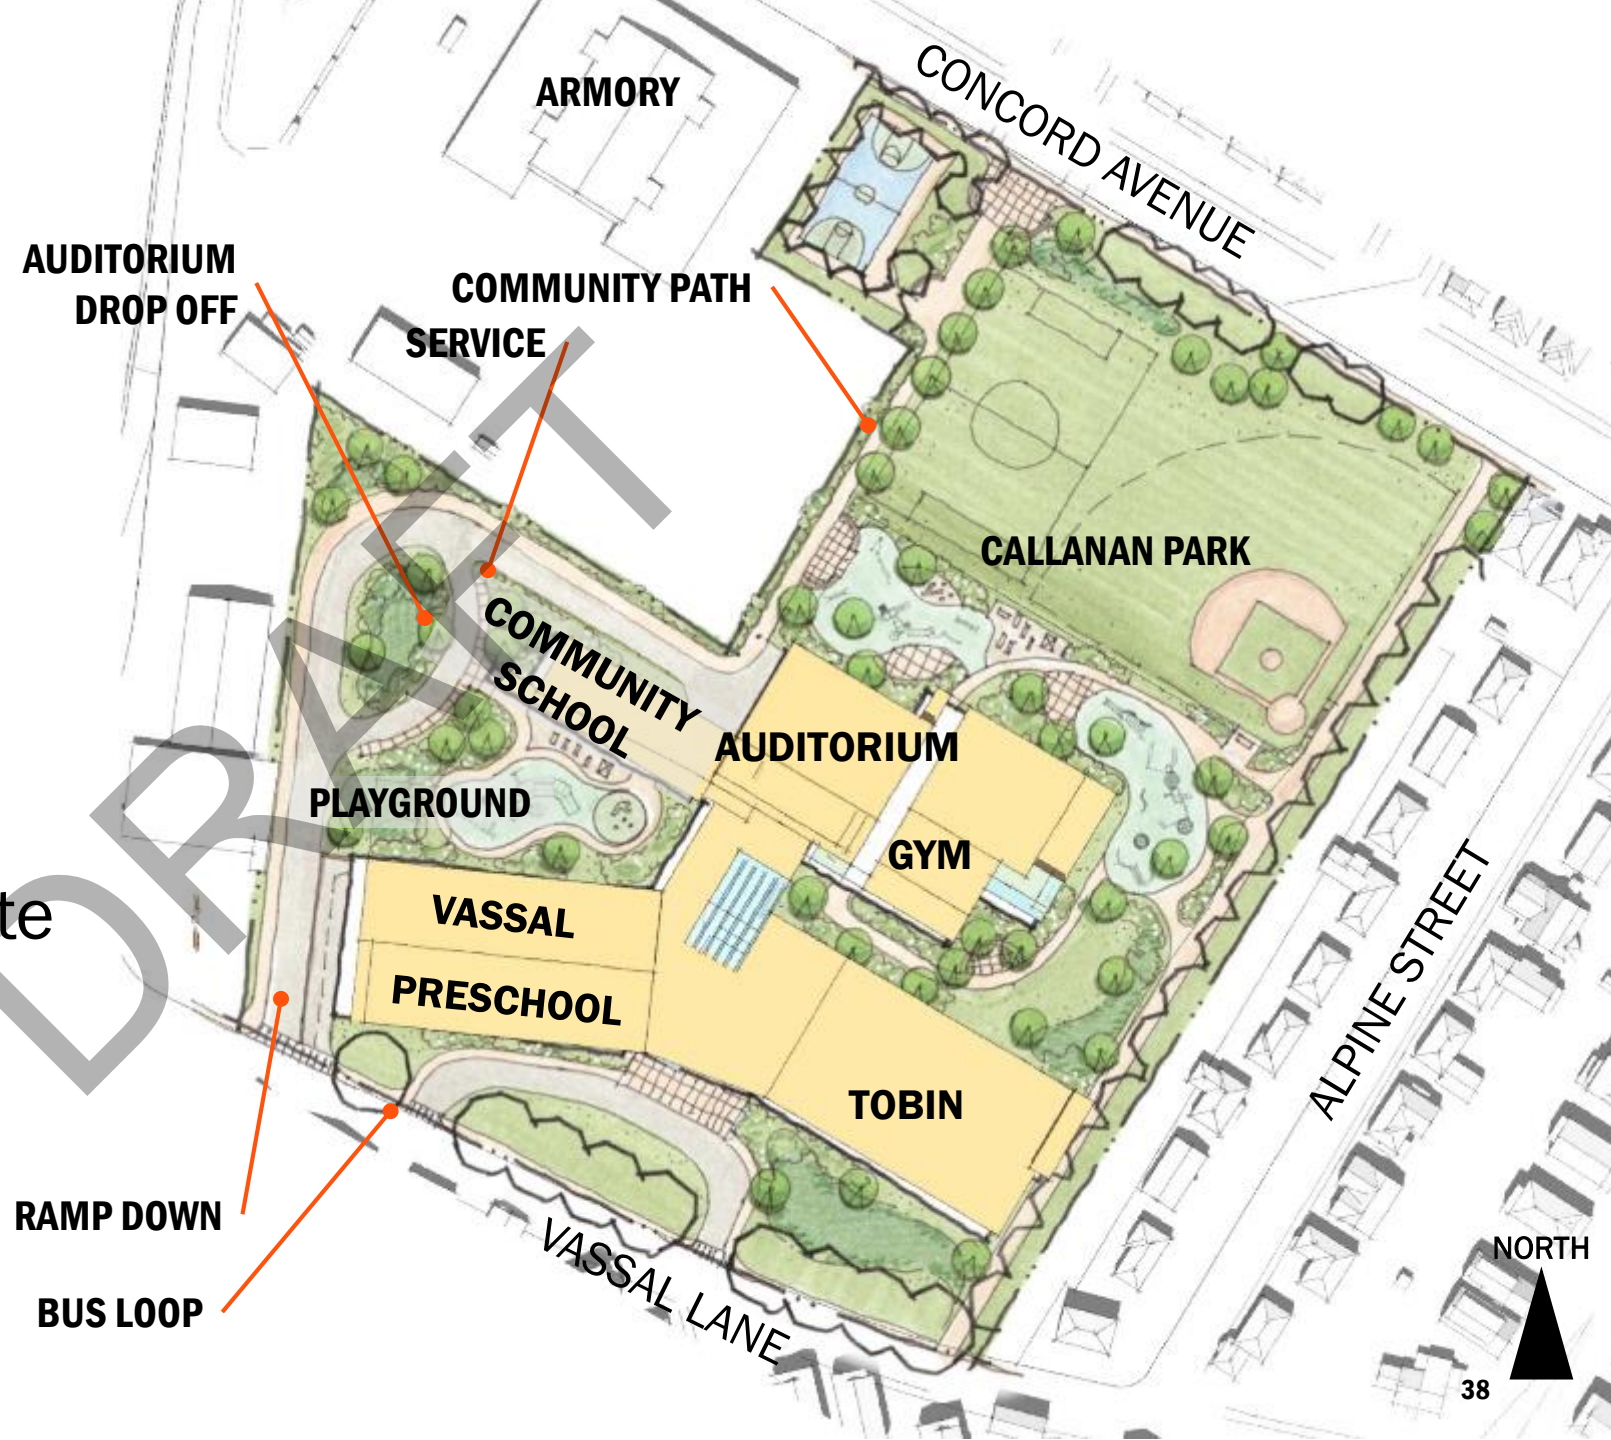 CONCORD AVENUE
ARMORY
AUDITORIUM
DROP OFF
COMMUNITY PATH
SERVICE
CALLANAN PARK
COMMUNITY
SCHOOL
AUDITORIUM
PLAYGROUND
GYM
VASSAL
te
PRESCHOOL
ALPINE STREET
TOBIN
RAMP DOWN
BUS LOOP
VASSAL LANE
NORTH
38
DRAFT